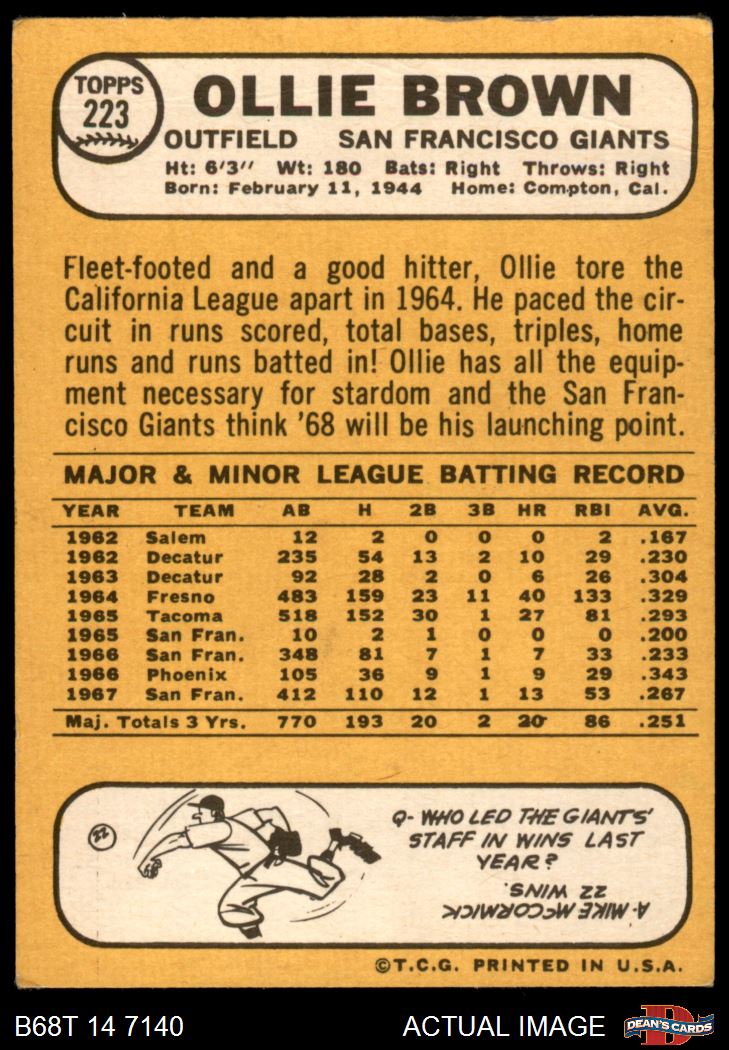 TOPPS
223
OLLIE BROWN
OUTFIELD SAN FRANCISCO GIANTS
Ht: 6'3" Wt: 180 Bats: Right Throws: Right
Born: February 11, 1944 Home: Compton, Cal.
Fleet-footed and a good hitter, Ollie tore the
California League apart in 1964. He paced the cir-
cuit in runs scored, total bases, triples, home
runs and runs batted in! Ollie has all the equip-
ment necessary for stardom and the San Fran-
cisco Giants think '68 will be his launching point.
MAJOR & MINOR LEAGUE BATTING RECORD
YEAR TEAM AB H 2B 3B HR RBI AVG.
1962 Salem 12 2 0 0 0 2 .167
1962 Decatur 235 54 13 2 10 29 .230
1963 Decatur 92 28 2 0 6 26 .304
1964 Fresno 483 159 23 11 40 133 .329
1965 Tacoma 518 152 30 1 27 81 .293
1965 San Fran. 10 2 1 0 0 0 .200
1966 San Fran. 348 81 7 1 7 33 .233
1966 Phoenix 105 36 9 1 9 29 .343
1967 San Fran. 412 110 12 1 13 53 .267
Maj. Totals 3 Yrs. 770 193 20 2 20 86 .251
22
Q- WHO LED THE GIANTS'
STAFF IN WINS LAST
YEAR?
A- MIKE McCORMICK
22 WINS.
©T.C.G. PRINTED IN U.S.A.
B68T 14 7140 ACTUAL IMAGE
D
DEAN'S CARDS